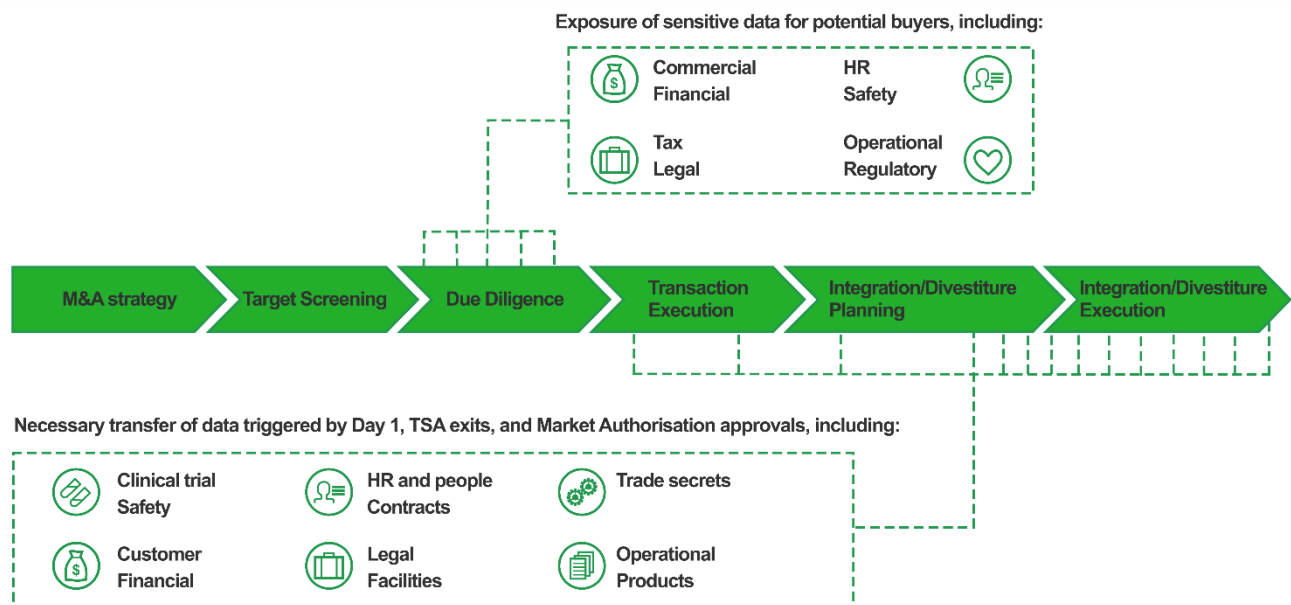 Exposure of sensitive data for potential buyers, including:
Commercial
Financial
HR
Safety
Tax
Legal
Operational
Regulatory
M&A strategy
Target Screening
Due Diligence
Transaction
Execution
Integration/Divestiture
Planning
Integration/Divestiture
Execution
Necessary transfer of data triggered by Day 1, TSA exits, and Market Authorisation approvals, including:
Clinical trial
Safety
HR and people
Contracts
Trade secrets
Customer
Financial
Legal
Facilities
Operational
Products